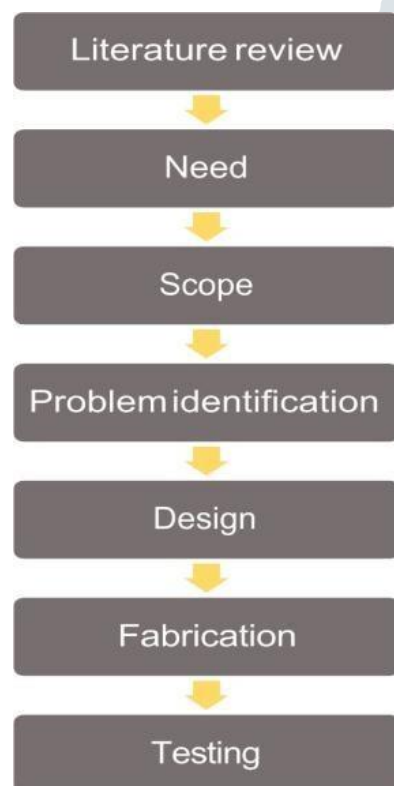 Literature review
Need
Scope
Problem identification
Design
Fabrication
Testing